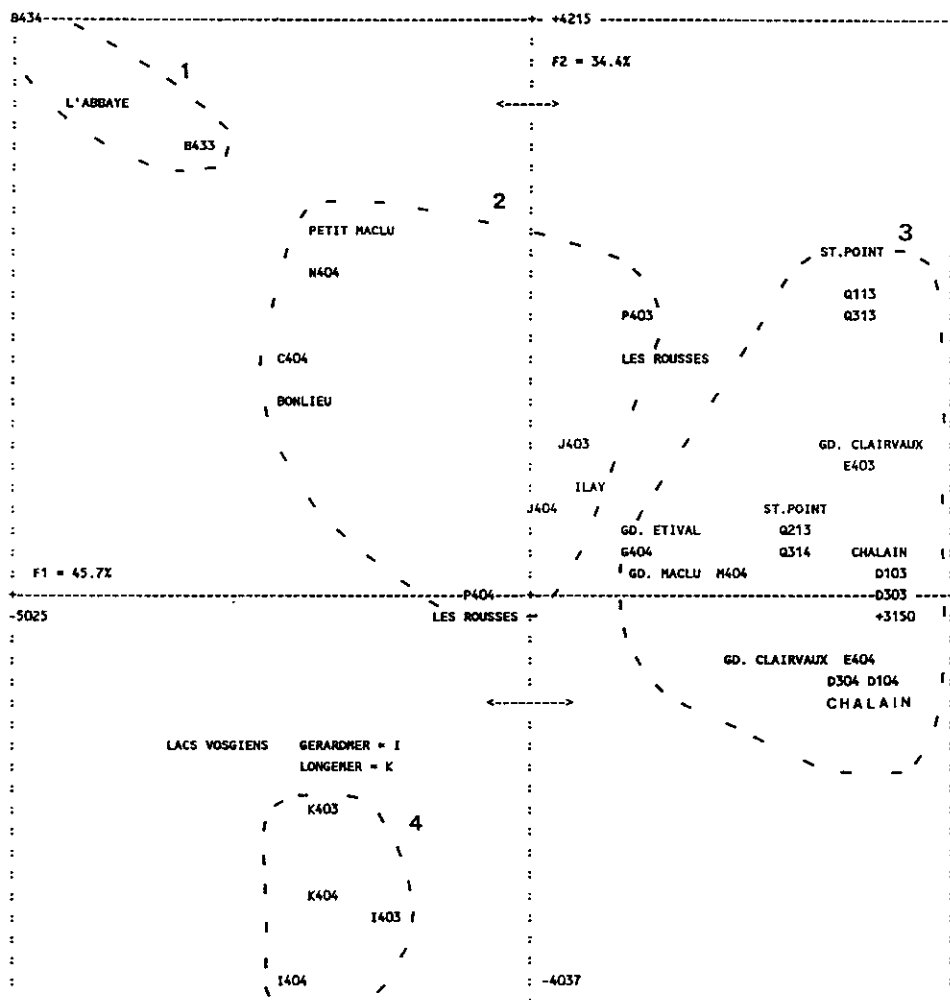 B434 +4215
F2 = 34.4%
1
L'ABBAYE <------>
B433
2
PETIT MACLU 3
ST.POINT
N404
Q113
P403 Q313
C404 LES ROUSSES
BONLIEU
J403 GD. CLAIRVAUX
E403
ILAY
J404 ST.POINT
GD. ETIVAL Q213
G404 Q314 CHALAIN
F1 = 45.7% GD. MACLU M404 D103
P404 D303
-5025 LES ROUSSES +3150
GD. CLAIRVAUX E404
D304 D104
<--------> CHALAIN
LACS VOSGIENS GERARDMER = I
LONGEMER = K
K403
4
K404
I403
I404 -4037